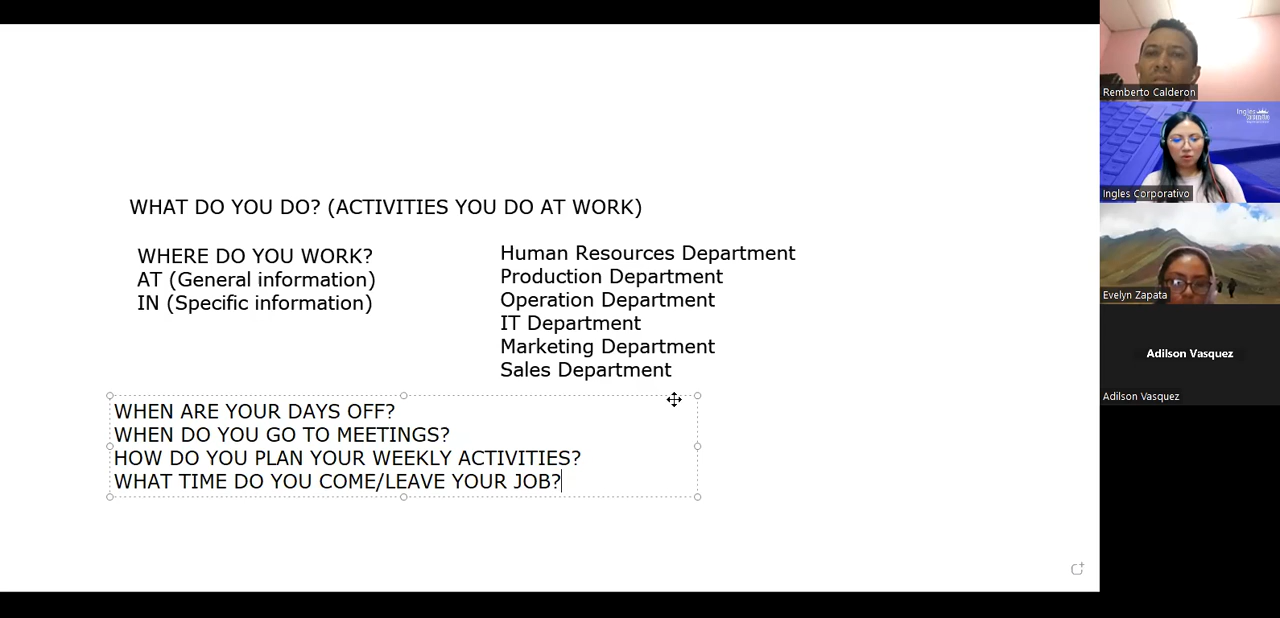 WHAT DO YOU DO? (ACTIVITIES YOU DO AT WORK)
WHERE DO YOU WORK?
AT (General information)
IN (Specific information)
Human Resources Department
Production Department
Operation Department
IT Department
Marketing Department
Sales Department
WHEN ARE YOUR DAYS OFF?
WHEN DO YOU GO TO MEETINGS?
HOW DO YOU PLAN YOUR WEEKLY ACTIVITIES?
WHAT TIME DO YOU COME/LEAVE YOUR JOB?
Remberto Calderon
Ingles Corporativo
Evelyn Zapata
Adilson Vasquez
Adilson Vasquez